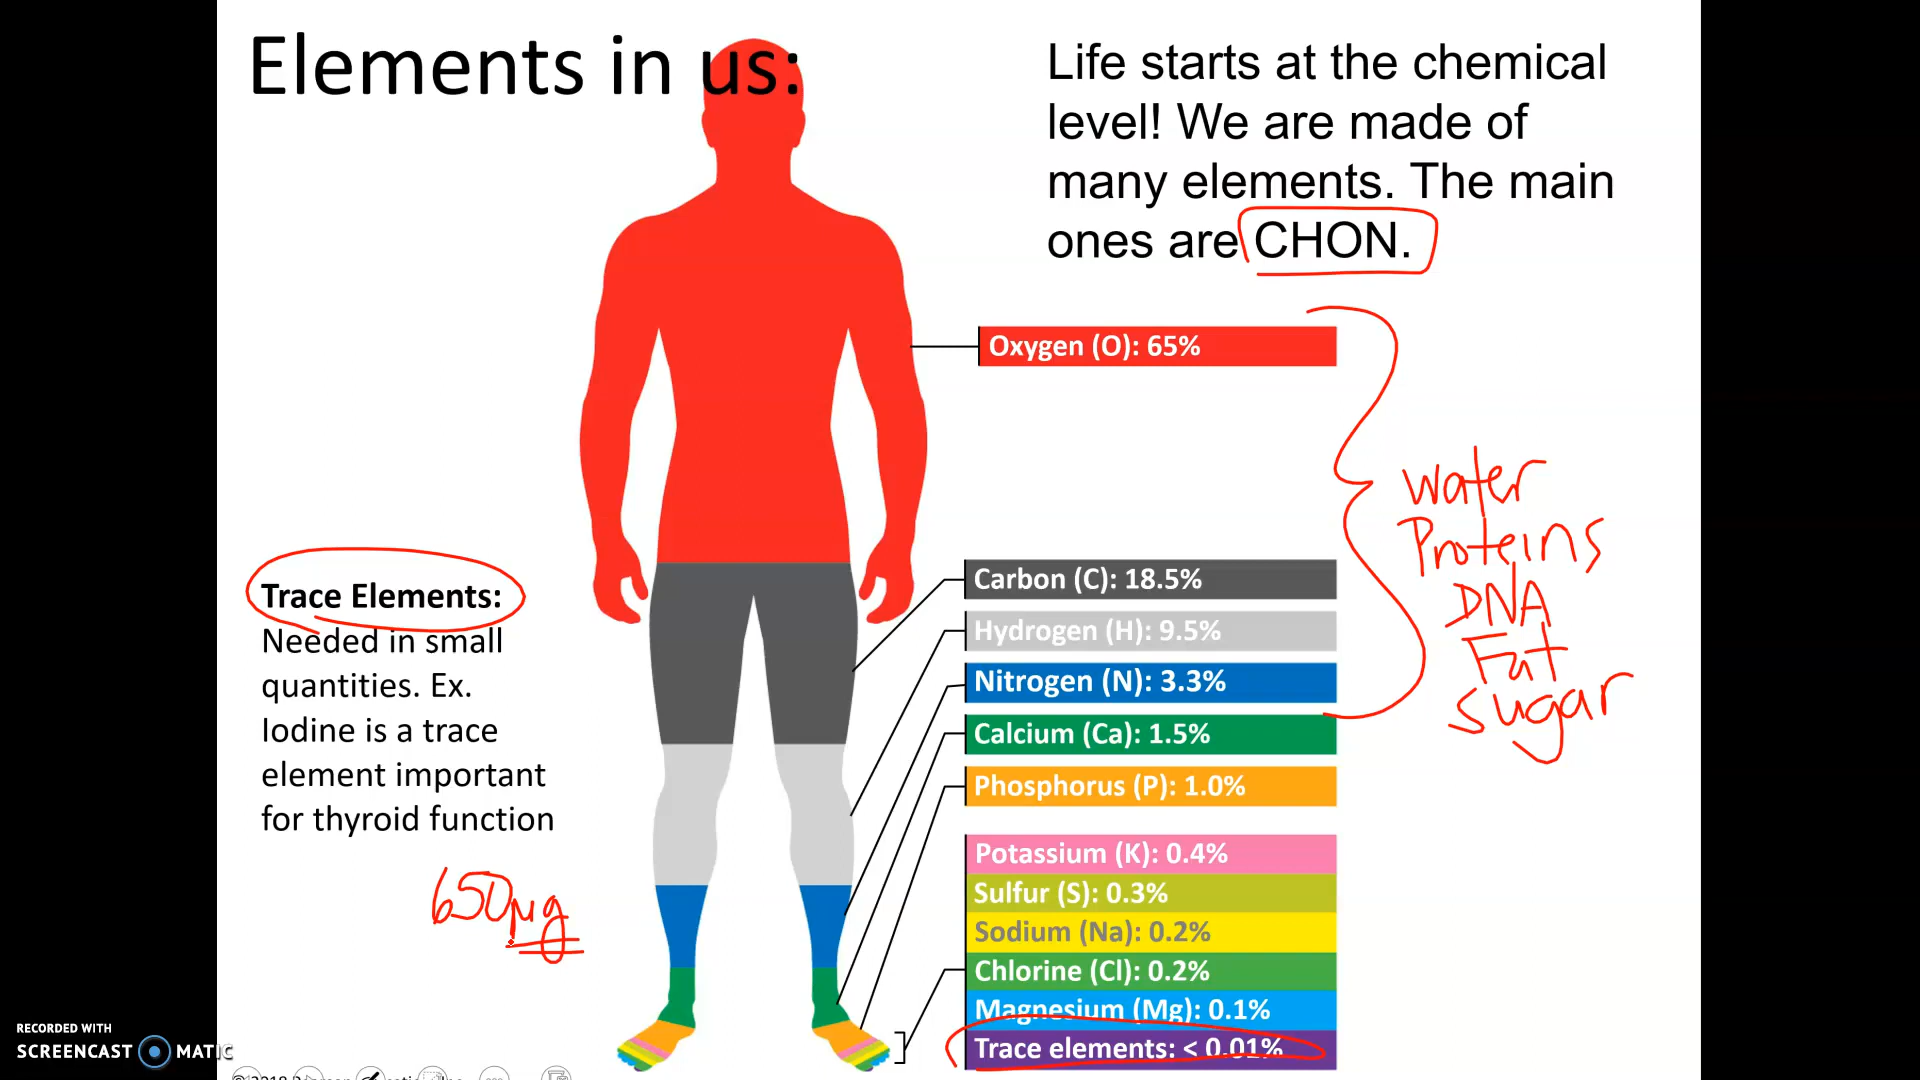 Elements in us:
Life starts at the chemical
level! We are made of
many elements. The main
ones are CHON.
Oxygen (O): 65%
Carbon (C): 18.5%
Hydrogen (H): 9.5%
Nitrogen (N): 3.3%
Calcium (Ca): 1.5%
Phosphorus (P): 1.0%
Potassium (K): 0.4%
Sulfur (S): 0.3%
Sodium (Na): 0.2%
Chlorine (Cl): 0.2%
Magnesium (Mg): 0.1%
Trace elements: < 0.01%
water
Proteins
DNA
Fat
sugar
Trace Elements:
Needed in small
quantities. Ex.
Iodine is a trace
element important
for thyroid function
650μg
RECORDED WITH
SCREENCAST MATIC